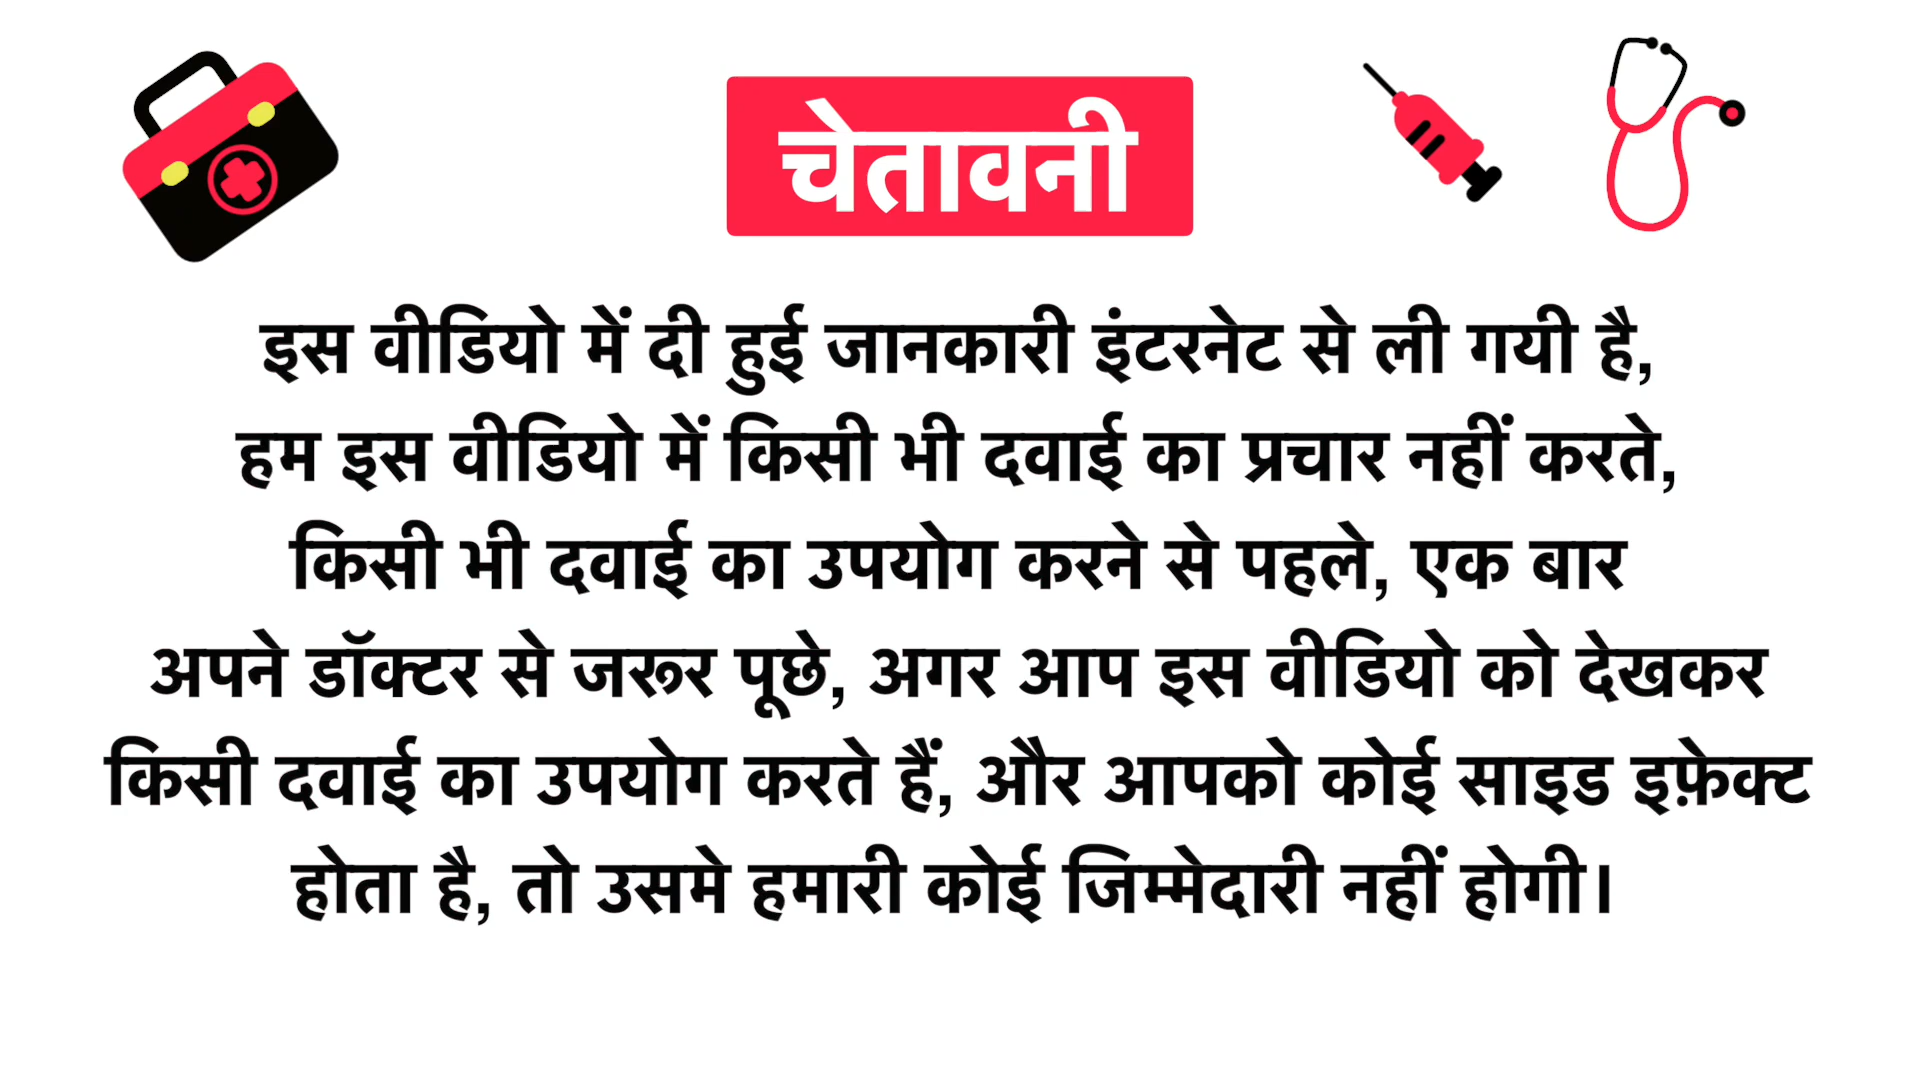 चेतावनी
इस वीडियो में दी हुई जानकारी इंटरनेट से ली गयी है,
हम इस वीडियो में किसी भी दवाई का प्रचार नहीं करते,
किसी भी दवाई का उपयोग करने से पहले, एक बार
अपने डॉक्टर से जरूर पूछे, अगर आप इस वीडियो को देखकर
किसी दवाई का उपयोग करते हैं, और आपको कोई साइड इफ़ेक्ट
होता है, तो उसमे हमारी कोई जिम्मेदारी नहीं होगी।